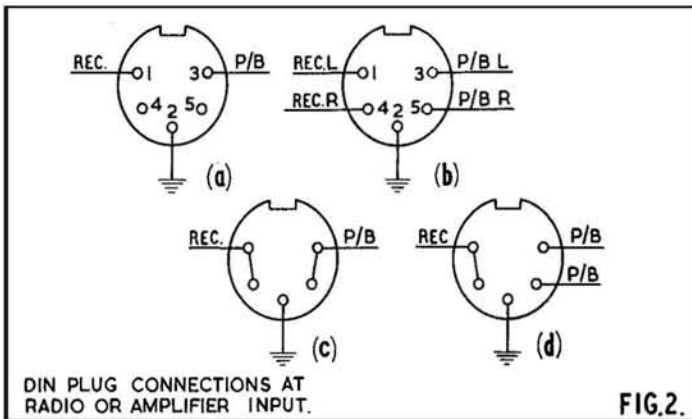 REC. 1 3 P/B
4 2 5
(a)
REC.L 1 3 P/B L
REC.R 4 2 5 P/B R
(b)
REC. P/B
(c)
REC P/B
P/B
(d)
DIN PLUG CONNECTIONS AT
RADIO OR AMPLIFIER INPUT.
FIG.2.